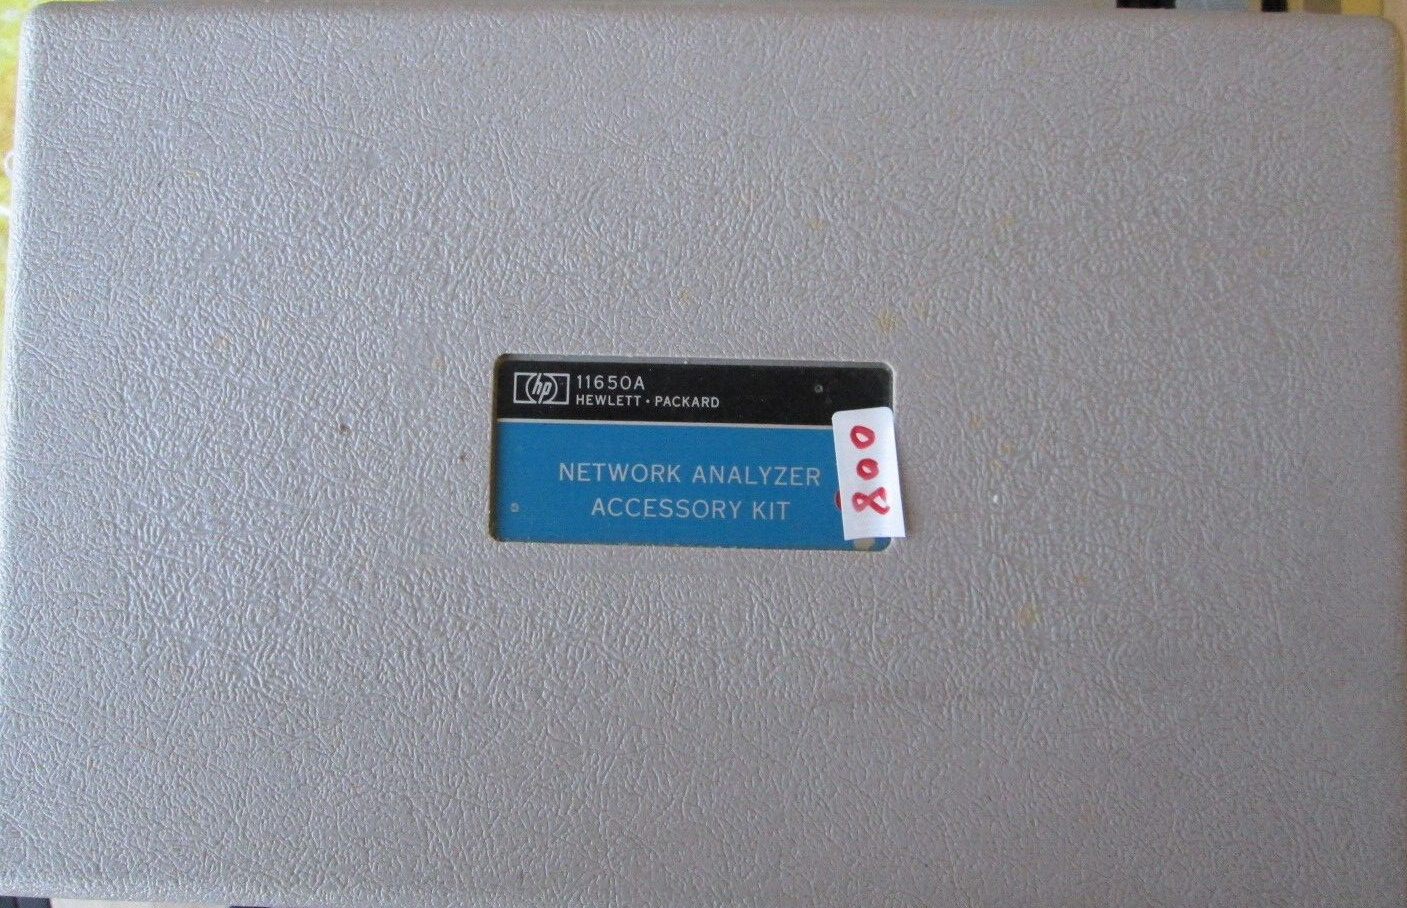 hp 11650A
HEWLETT • PACKARD
NETWORK ANALYZER
ACCESSORY KIT
800